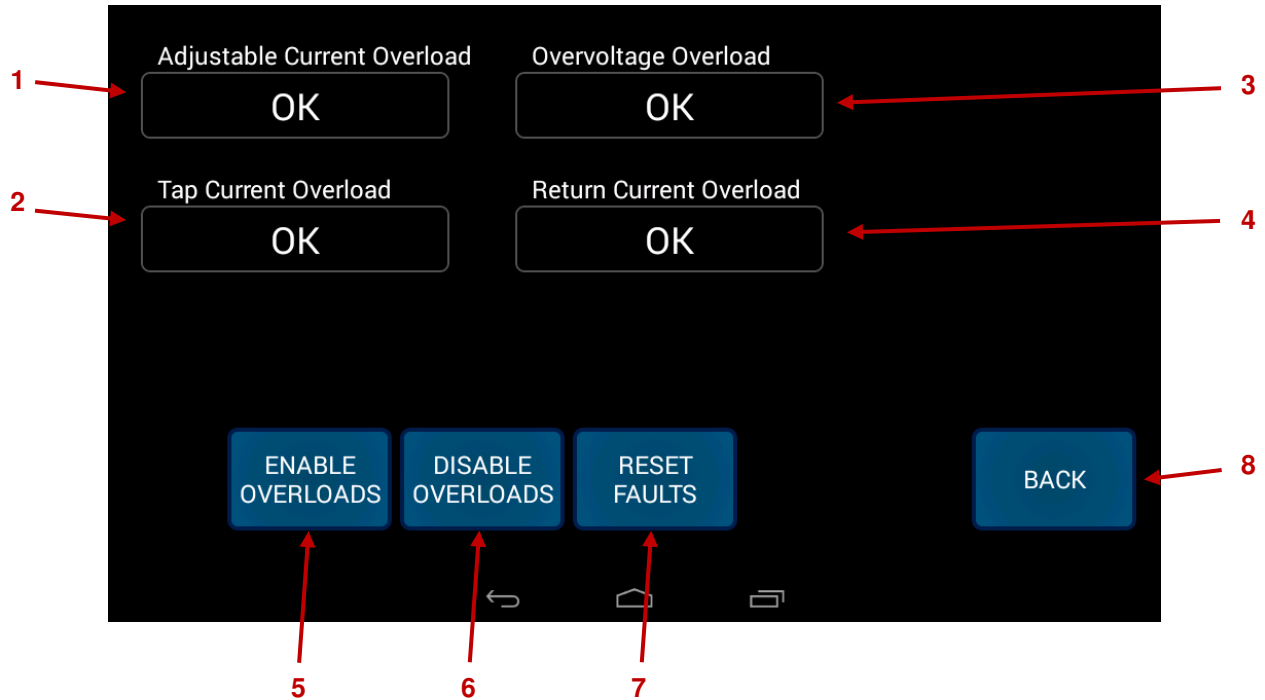 Adjustable Current Overload
Overvoltage Overload
1
OK
OK
3
Tap Current Overload
Return Current Overload
2
OK
OK
4
ENABLE
OVERLOADS
DISABLE
OVERLOADS
RESET
FAULTS
BACK
8
5
6
7